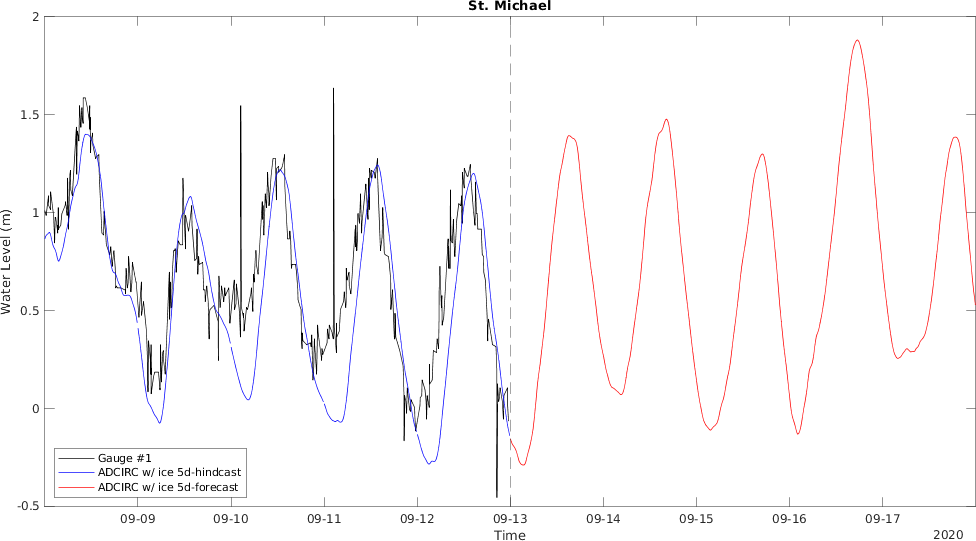 St. Michael
2
1.5
1
0.5
0
-0.5
Water Level (m)
Gauge #1
ADCIRC w/ ice 5d-hindcast
ADCIRC w/ ice 5d-forecast
09-09 09-10 09-11 09-12 09-13 09-14 09-15 09-16 09-17
Time
2020